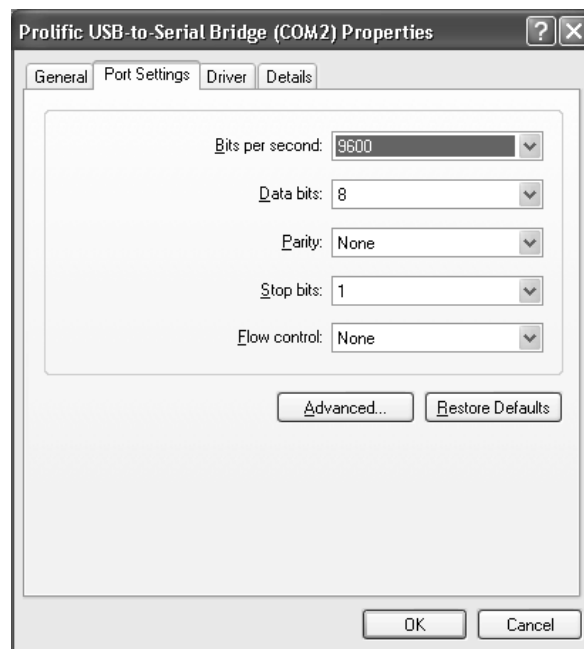 Prolific USB-to-Serial Bridge (COM2) Properties
General Port Settings Driver Details
Bits per second: 9600
Data bits: 8
Parity: None
Stop bits: 1
Flow control: None
Advanced... Restore Defaults
OK Cancel